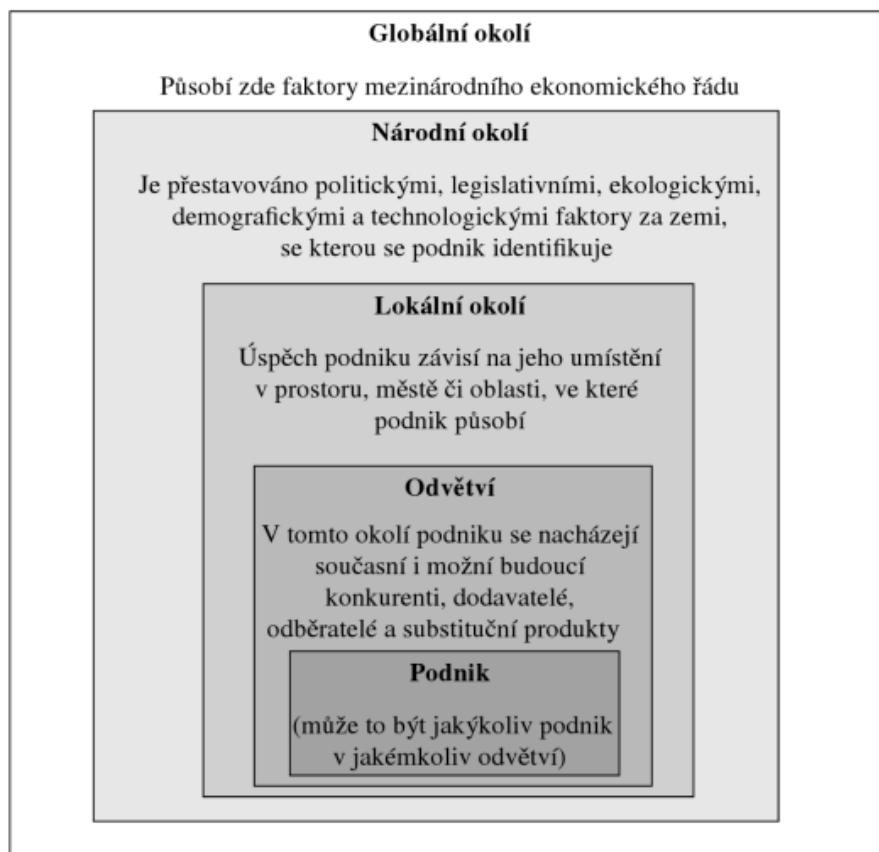 Globální okolí
Působí zde faktory mezinárodního ekonomického řádu
Národní okolí
Je přestavováno politickými, legislativními, ekologickými,
demografickými a technologickými faktory za zemi,
se kterou se podnik identifikuje
Lokální okolí
Úspěch podniku závisí na jeho umístění
v prostoru, městě či oblasti, ve které
podnik působí
Odvětví
V tomto okolí podniku se nacházejí
současní i možní budoucí
konkurenti, dodavatelé,
odběratelé a substituční produkty
Podnik
(může to být jakýkoliv podnik
v jakémkoliv odvětví)